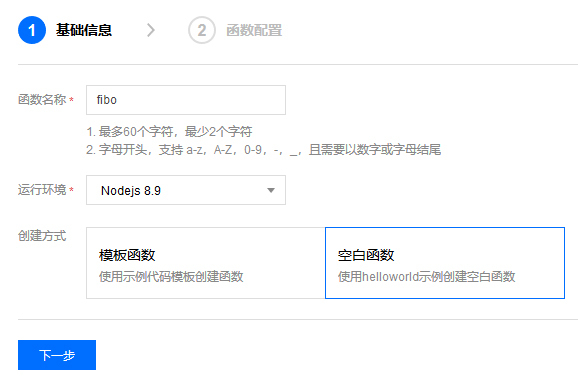 1 基础信息 2 函数配置
函数名称 * fibo
1. 最多60个字符，最少2个字符
2. 字母开头，支持 a-z，A-Z，0-9，-，_，且需要以数字或字母结尾
运行环境 * Nodejs 8.9
创建方式
模板函数 空白函数
使用示例代码模板创建函数 使用helloworld示例创建空白函数
下一步